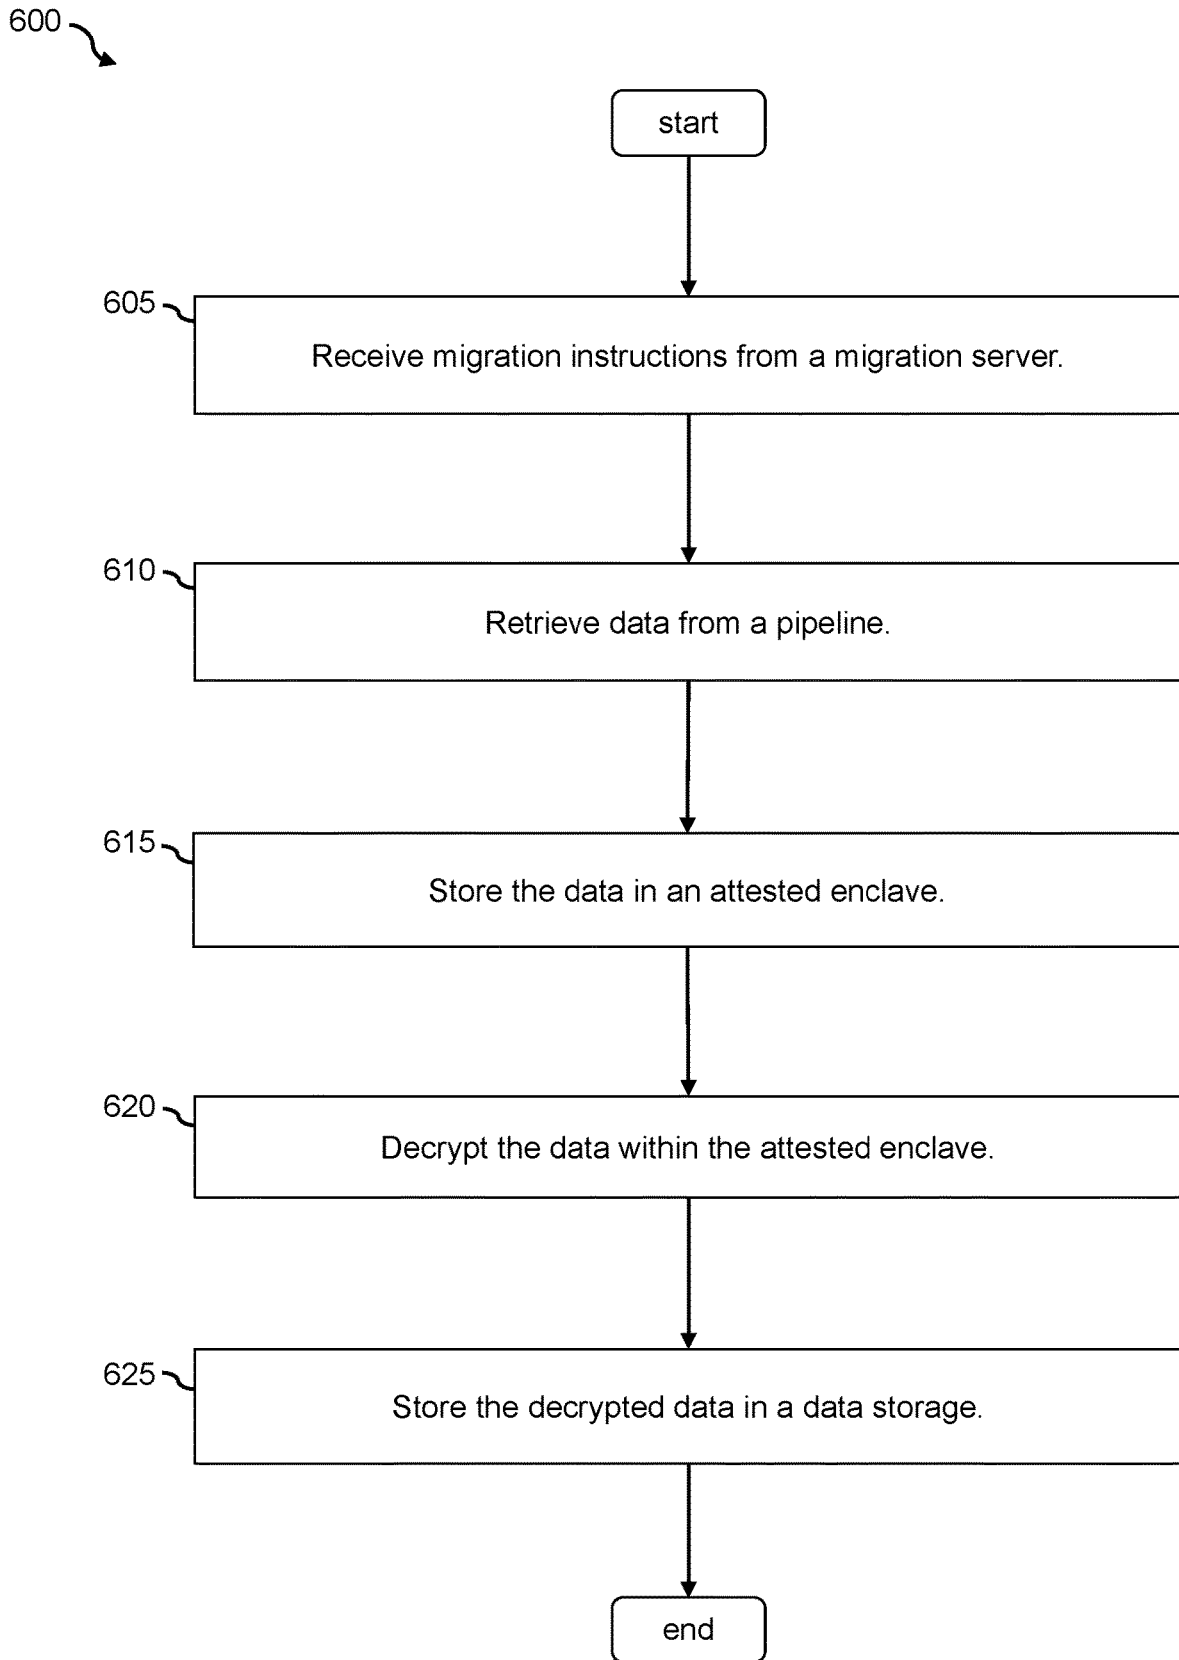 600
start
605
Receive migration instructions from a migration server.
610
Retrieve data from a pipeline.
615
Store the data in an attested enclave.
620
Decrypt the data within the attested enclave.
625
Store the decrypted data in a data storage.
end